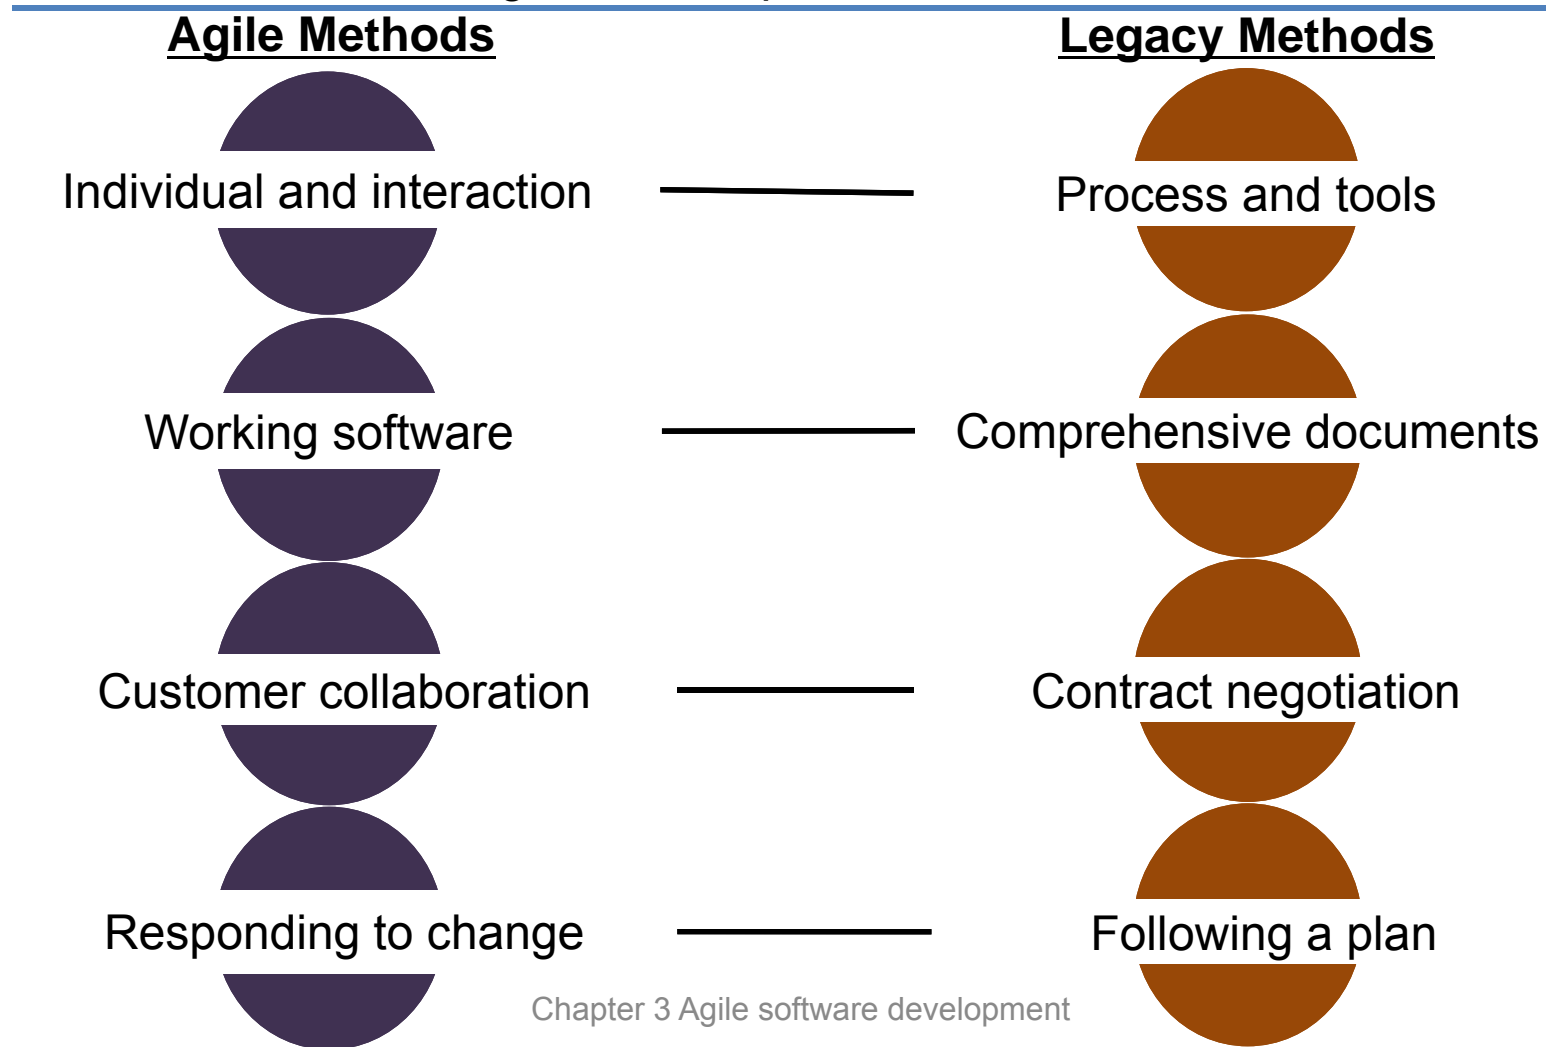 Agile Methods
Legacy Methods
Individual and interaction
Process and tools
Working software
Comprehensive documents
Customer collaboration
Contract negotiation
Responding to change
Following a plan
Chapter 3 Agile software development